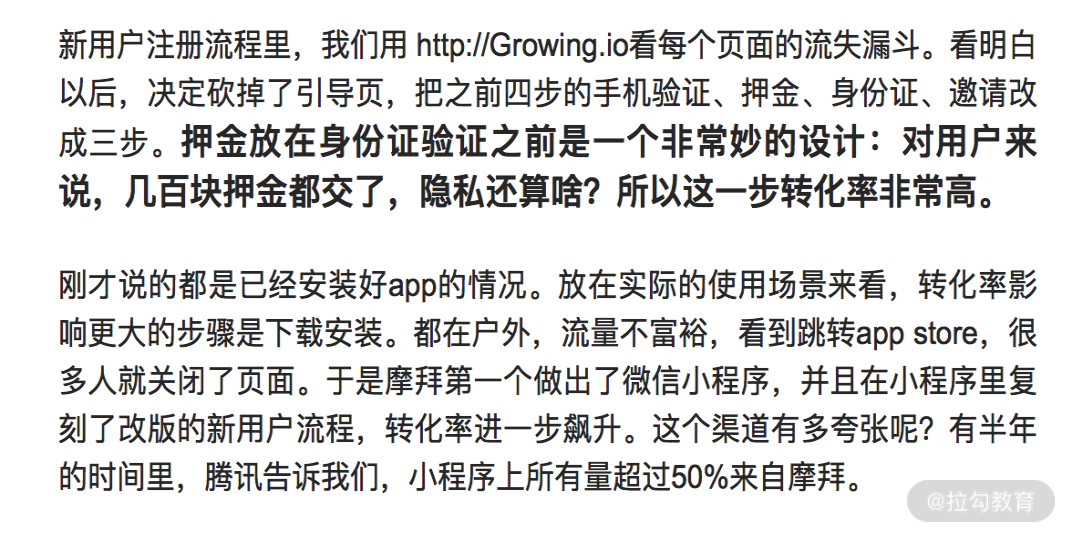 新用户注册流程里，我们用 http://Growing.io看每个页面的流失漏斗。看明白
以后，决定砍掉了引导页，把之前四步的手机验证、押金、身份证、邀请改
成三步。押金放在身份证验证之前是一个非常妙的设计：对用户来
说，几百块押金都交了，隐私还算啥？所以这一步转化率非常高。
刚才说的都是已经安装好app的情况。放在实际的使用场景来看，转化率影
响更大的步骤是下载安装。都在户外，流量不富裕，看到跳转app store，很
多人就关闭了页面。于是摩拜第一个做出了微信小程序，并且在小程序里复
刻了改版的新用户流程，转化率进一步飙升。这个渠道有多夸张呢？有半年
的时间里，腾讯告诉我们，小程序上所有量超过50%来自摩拜。
@拉勾教育